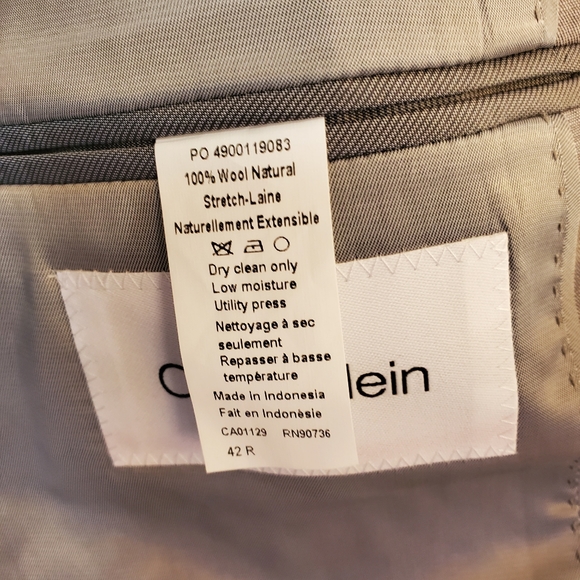 PO 4900119083
100% Wool Natural
Stretch-Laine
Naturellement Extensible
Dry clean only
Low moisture
Utility press
Nettoyage à sec
seulement
Repasser à basse
température
Made in Indonesia
Fait en Indonésie
CA01129 RN90736
42 R
C lein